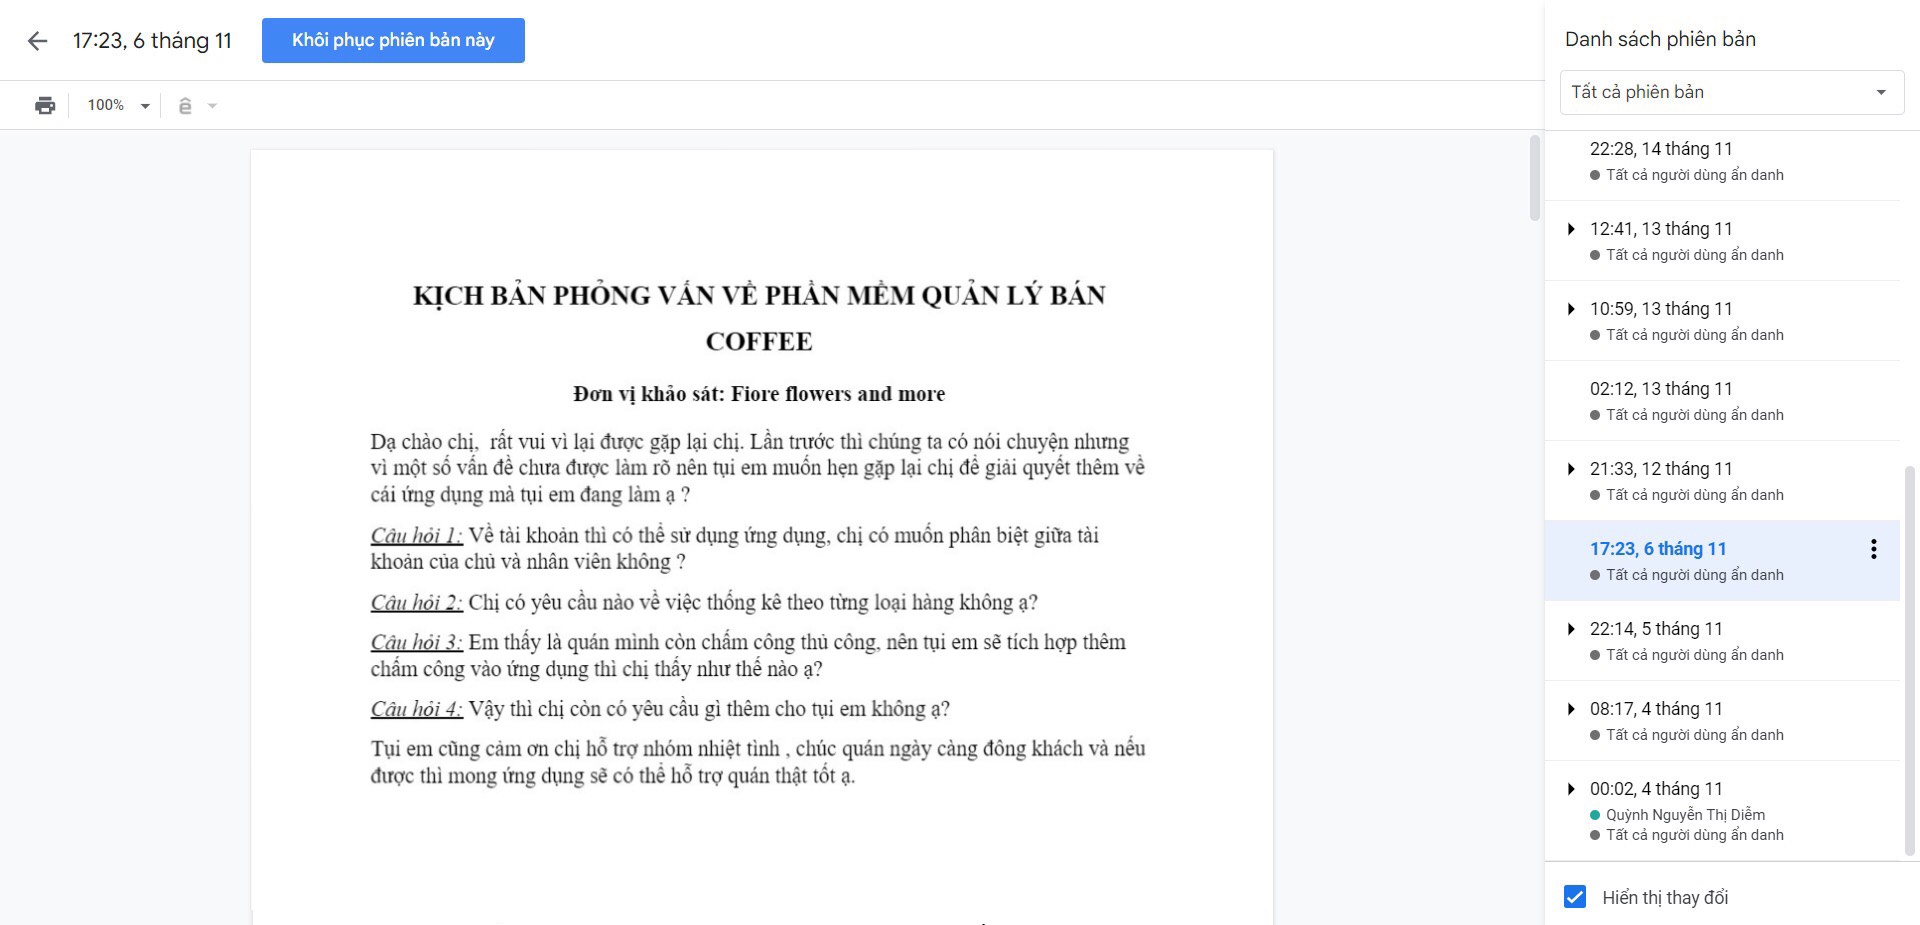 17:23, 6 tháng 11
Khôi phục phiên bản này
100%
ê
KỊCH BẢN PHỎNG VẤN VỀ PHẦN MỀM QUẢN LÝ BÁN
COFFEE
Đơn vị khảo sát: Fiore flowers and more
Dạ chào chị, rất vui vì lại được gặp lại chị. Lần trước thì chúng ta có nói chuyện nhưng
vì một số vấn đề chưa được làm rõ nên tụi em muốn hẹn gặp lại chị để giải quyết thêm về
cái ứng dụng mà tụi em đang làm ạ ?
Câu hỏi 1: Về tài khoản thì có thể sử dụng ứng dụng, chị có muốn phân biệt giữa tài
khoản của chủ và nhân viên không ?
Câu hỏi 2: Chị có yêu cầu nào về việc thống kê theo từng loại hàng không ạ?
Câu hỏi 3: Em thấy là quán mình còn chấm công thủ công, nên tụi em sẽ tích hợp thêm
chấm công vào ứng dụng thì chị thấy như thế nào ạ?
Câu hỏi 4: Vậy thì chị còn có yêu cầu gì thêm cho tụi em không ạ?
Tụi em cũng cảm ơn chị hỗ trợ nhóm nhiệt tình , chúc quán ngày càng đông khách và nếu
được thì mong ứng dụng sẽ có thể hỗ trợ quán thật tốt ạ.
Danh sách phiên bản
Tất cả phiên bản
22:28, 14 tháng 11
Tất cả người dùng ẩn danh
12:41, 13 tháng 11
Tất cả người dùng ẩn danh
10:59, 13 tháng 11
Tất cả người dùng ẩn danh
02:12, 13 tháng 11
Tất cả người dùng ẩn danh
21:33, 12 tháng 11
Tất cả người dùng ẩn danh
17:23, 6 tháng 11
Tất cả người dùng ẩn danh
22:14, 5 tháng 11
Tất cả người dùng ẩn danh
08:17, 4 tháng 11
Tất cả người dùng ẩn danh
00:02, 4 tháng 11
Quỳnh Nguyễn Thị Diễm
Tất cả người dùng ẩn danh
Hiển thị thay đổi